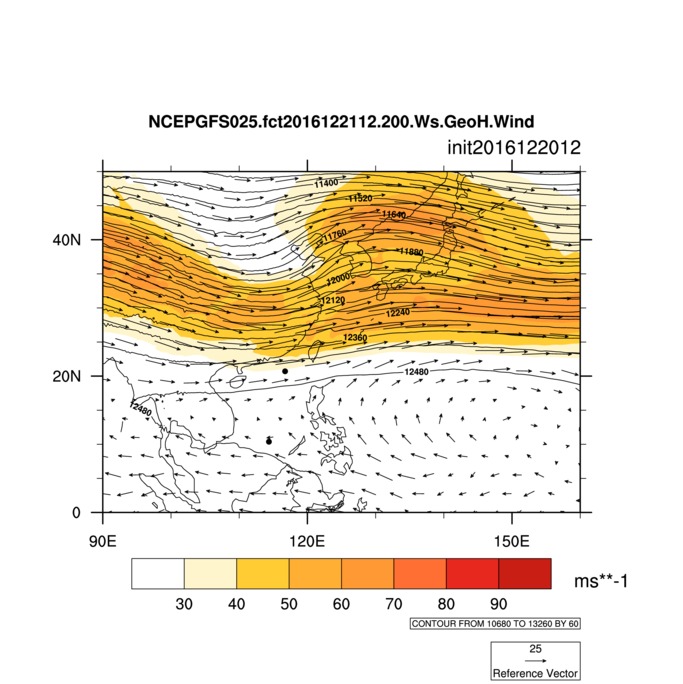 NCEPGFS025.fct2016122112.200.Ws.GeoH.Wind
init2016122012
11400
11520
11640
11760
11880
40N
12000
12120
12240
12360
12480
20N
12480
0
90E 120E 150E
ms**-1
30 40 50 60 70 80 90
CONTOUR FROM 10680 TO 13260 BY 60
25
Reference Vector